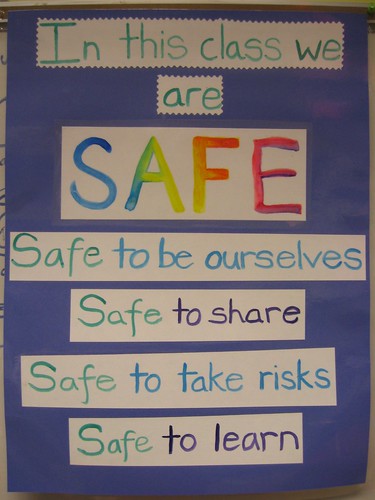 In this class we
are
SAFE
Safe to be ourselves
Safe to share
Safe to take risks
Safe to learn